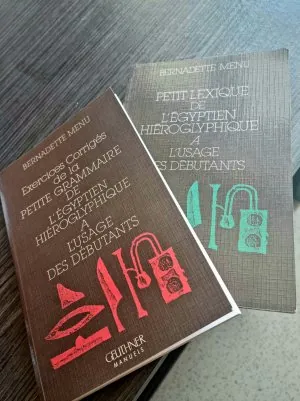 BERNADETTE MENU
Exercices Corrigés
de la
PETITE GRAMMAIRE
DE
L'ÉGYPTIEN
HIÉROGLYPHIQUE
À
L'USAGE
DES DÉBUTANTS
GEUTHNER
MANUELS
BERNADETTE MENU
PETIT LEXIQUE
DE
L'ÉGYPTIEN
HIÉROGLYPHIQUE
À
L'USAGE
DES DÉBUTANTS